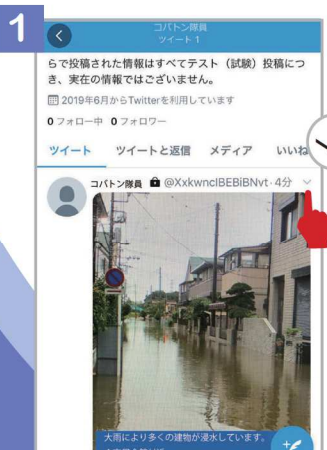 1
コバトン隊員
ツイート 1
らで投稿された情報はすべてテスト(試験)投稿につ
き、実在の情報ではございません。
2019年6月からTwitterを利用しています
0 フォロー中 0 フォロワー
ツイート ツイートと返信 メディア いいね
コバトン隊員 @XxkwnclBEBiBNvt・4分
大雨により多くの建物が浸水しています。